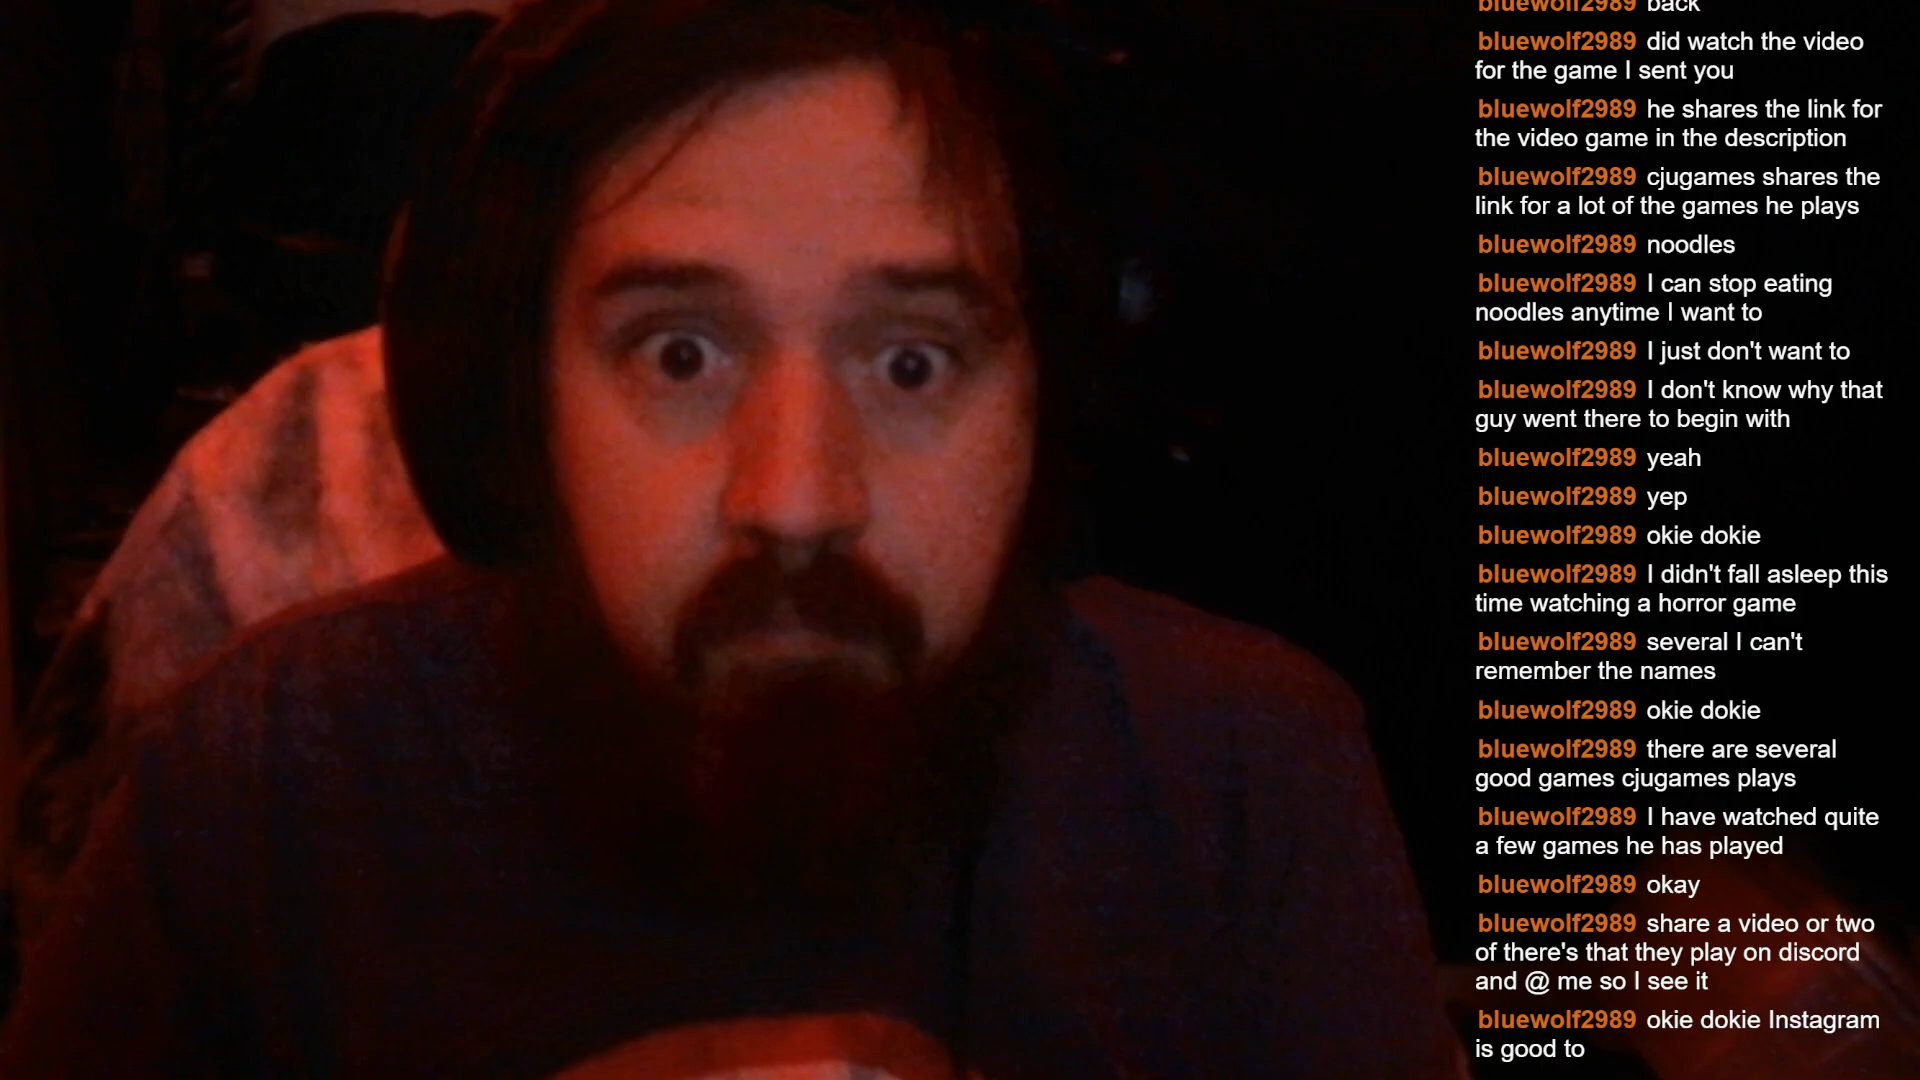 bluewolf2989 back
bluewolf2989 did watch the video
for the game I sent you
bluewolf2989 he shares the link for
the video game in the description
bluewolf2989 cjugames shares the
link for a lot of the games he plays
bluewolf2989 noodles
bluewolf2989 I can stop eating
noodles anytime I want to
bluewolf2989 I just don't want to
bluewolf2989 I don't know why that
guy went there to begin with
bluewolf2989 yeah
bluewolf2989 yep
bluewolf2989 okie dokie
bluewolf2989 I didn't fall asleep this
time watching a horror game
bluewolf2989 several I can't
remember the names
bluewolf2989 okie dokie
bluewolf2989 there are several
good games cjugames plays
bluewolf2989 I have watched quite
a few games he has played
bluewolf2989 okay
bluewolf2989 share a video or two
of there's that they play on discord
and @ me so I see it
bluewolf2989 okie dokie Instagram
is good to